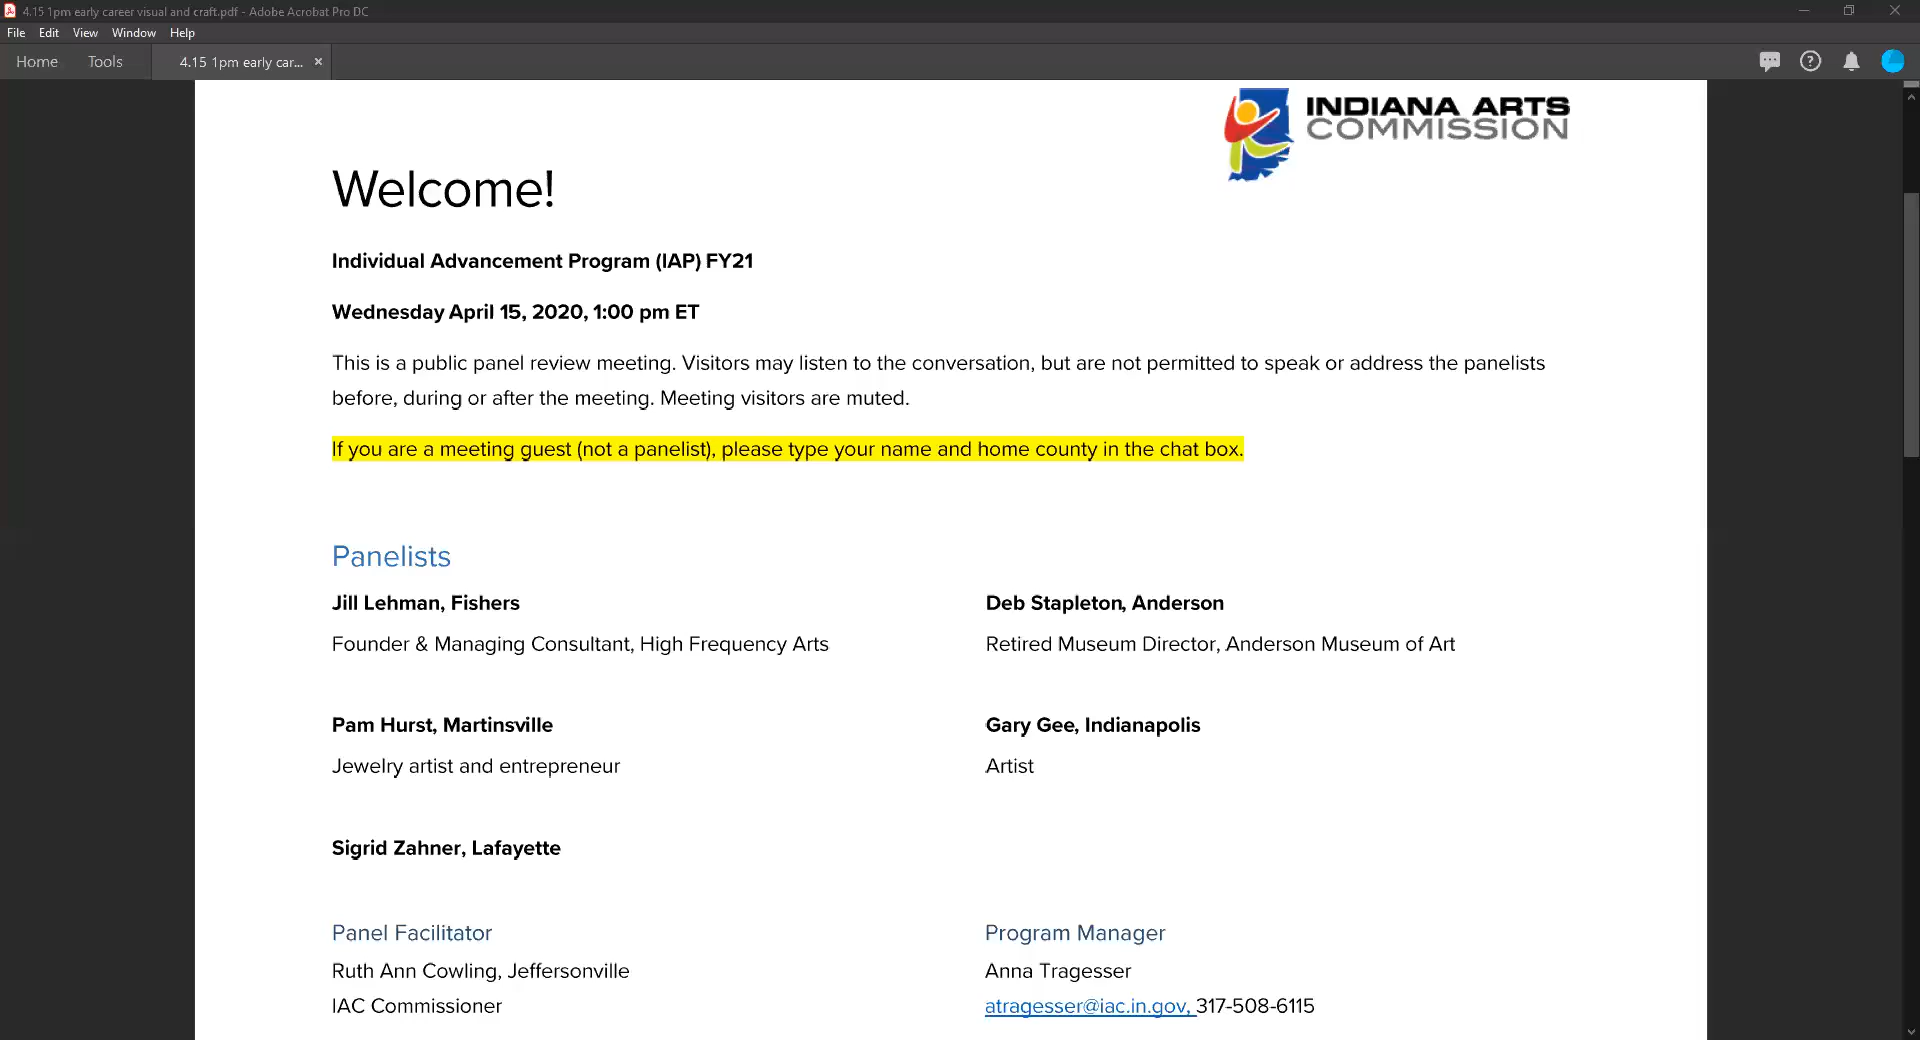 4.15 1pm early career visual and craft.pdf - Adobe Acrobat Pro DC
File Edit View Window Help
Home Tools 4.15 1pm early car... ×
INDIANA ARTS
COMMISSION
Welcome!
Individual Advancement Program (IAP) FY21
Wednesday April 15, 2020, 1:00 pm ET
This is a public panel review meeting. Visitors may listen to the conversation, but are not permitted to speak or address the panelists
before, during or after the meeting. Meeting visitors are muted.
If you are a meeting guest (not a panelist), please type your name and home county in the chat box.
Panelists
Jill Lehman, Fishers
Founder & Managing Consultant, High Frequency Arts
Deb Stapleton, Anderson
Retired Museum Director, Anderson Museum of Art
Pam Hurst, Martinsville
Jewelry artist and entrepreneur
Gary Gee, Indianapolis
Artist
Sigrid Zahner, Lafayette
Panel Facilitator
Ruth Ann Cowling, Jeffersonville
IAC Commissioner
Program Manager
Anna Tragesser
atragesser@iac.in.gov, 317-508-6115